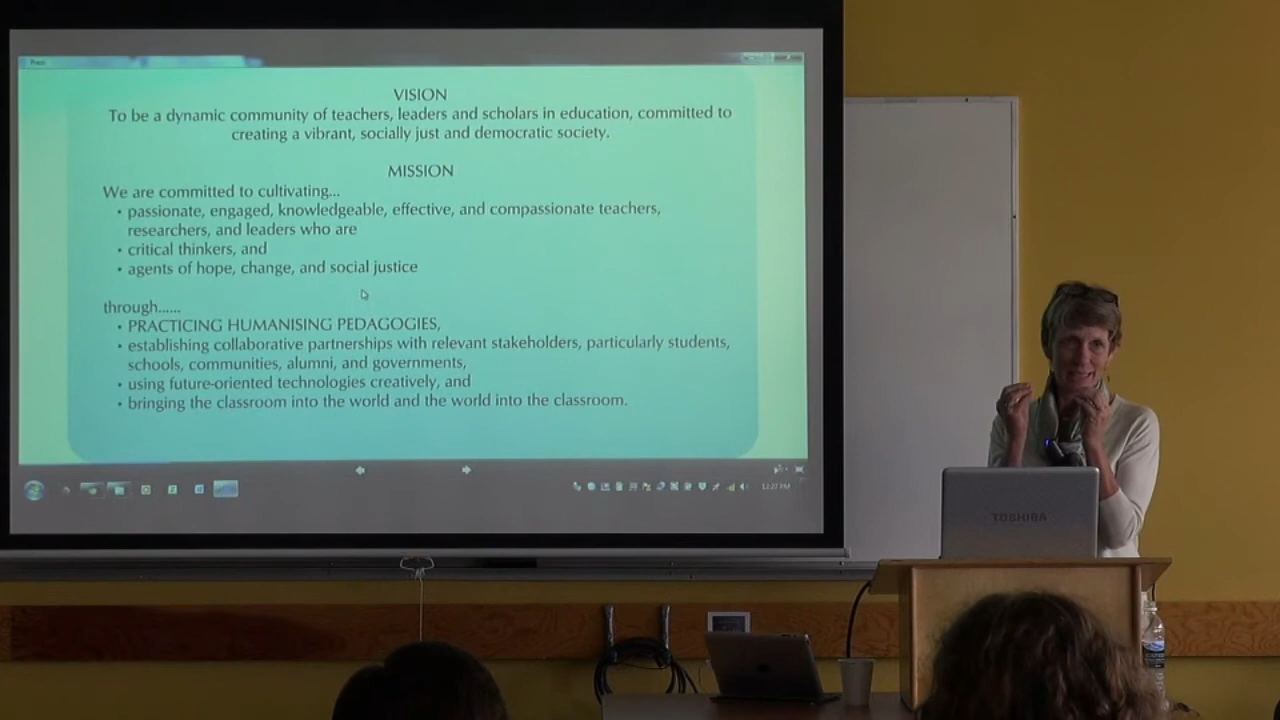 Prezi
VISION
To be a dynamic community of teachers, leaders and scholars in education, committed to
creating a vibrant, socially just and democratic society.
MISSION
We are committed to cultivating...
• passionate, engaged, knowledgeable, effective, and compassionate teachers,
researchers, and leaders who are
• critical thinkers, and
• agents of hope, change, and social justice
through......
• PRACTICING HUMANISING PEDAGOGIES,
• establishing collaborative partnerships with relevant stakeholders, particularly students,
schools, communities, alumni, and governments,
• using future-oriented technologies creatively, and
• bringing the classroom into the world and the world into the classroom.
12:27 PM
TOSHIBA